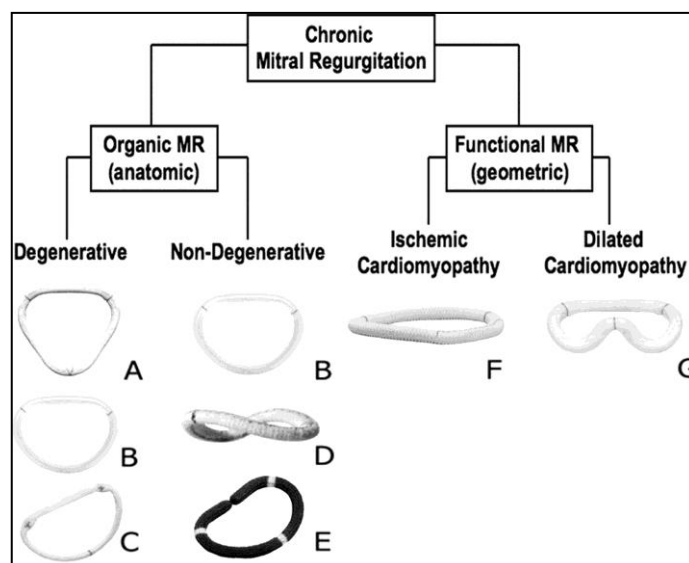 Chronic
Mitral Regurgitation
Organic MR
(anatomic)
Functional MR
(geometric)
Degenerative
Non-Degenerative
Ischemic
Cardiomyopathy
Dilated
Cardiomyopathy
A
B
F
G
B
D
C
E